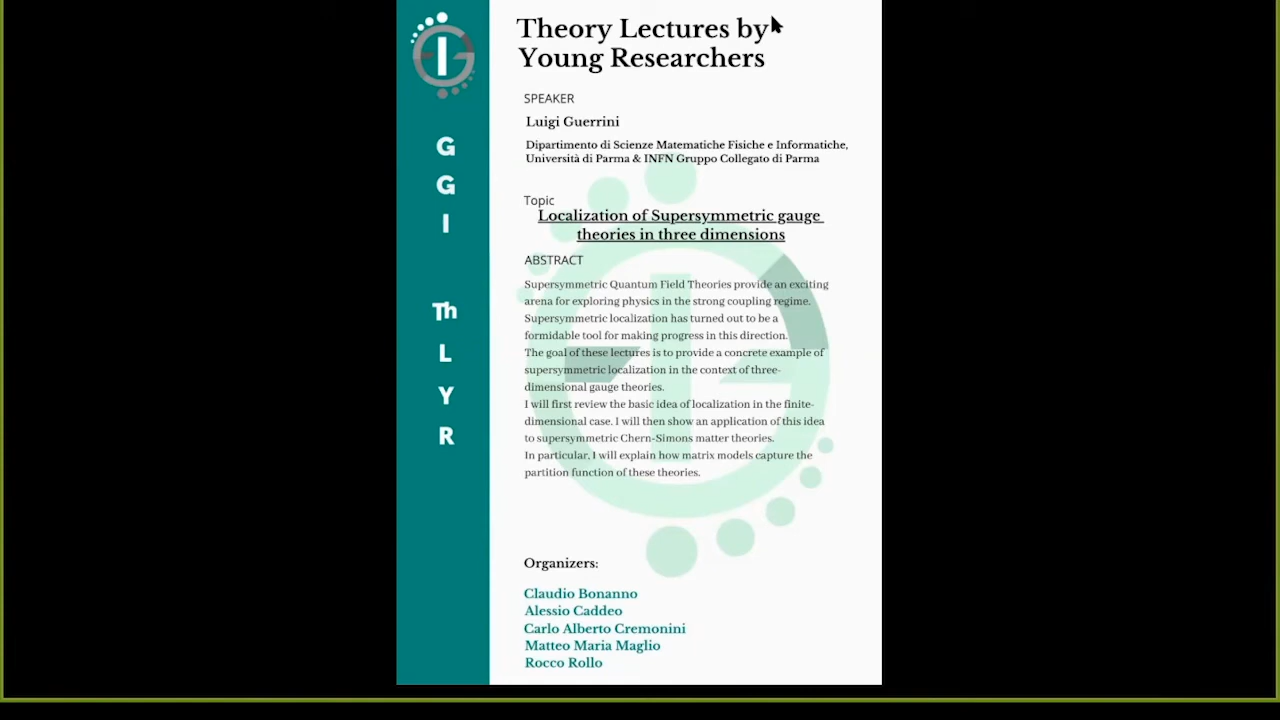 Theory Lectures by
Young Researchers
SPEAKER
Luigi Guerrini
Dipartimento di Scienze Matematiche Fisiche e Informatiche,
Università di Parma & INFN Gruppo Collegato di Parma
Topic
Localization of Supersymmetric gauge
theories in three dimensions
ABSTRACT
Supersymmetric Quantum Field Theories provide an exciting
arena for exploring physics in the strong coupling regime.
Supersymmetric localization has turned out to be a
formidable tool for making progress in this direction.
The goal of these lectures is to provide a concrete example of
supersymmetric localization in the context of three-
dimensional gauge theories.
I will first review the basic idea of localization in the finite-
dimensional case. I will then show an application of this idea
to supersymmetric Chern-Simons matter theories.
In particular, I will explain how matrix models capture the
partition function of these theories.
Organizers:
Claudio Bonanno
Alessio Caddeo
Carlo Alberto Cremonini
Matteo Maria Maglio
Rocco Rollo
G
G
I
Th
L
Y
R